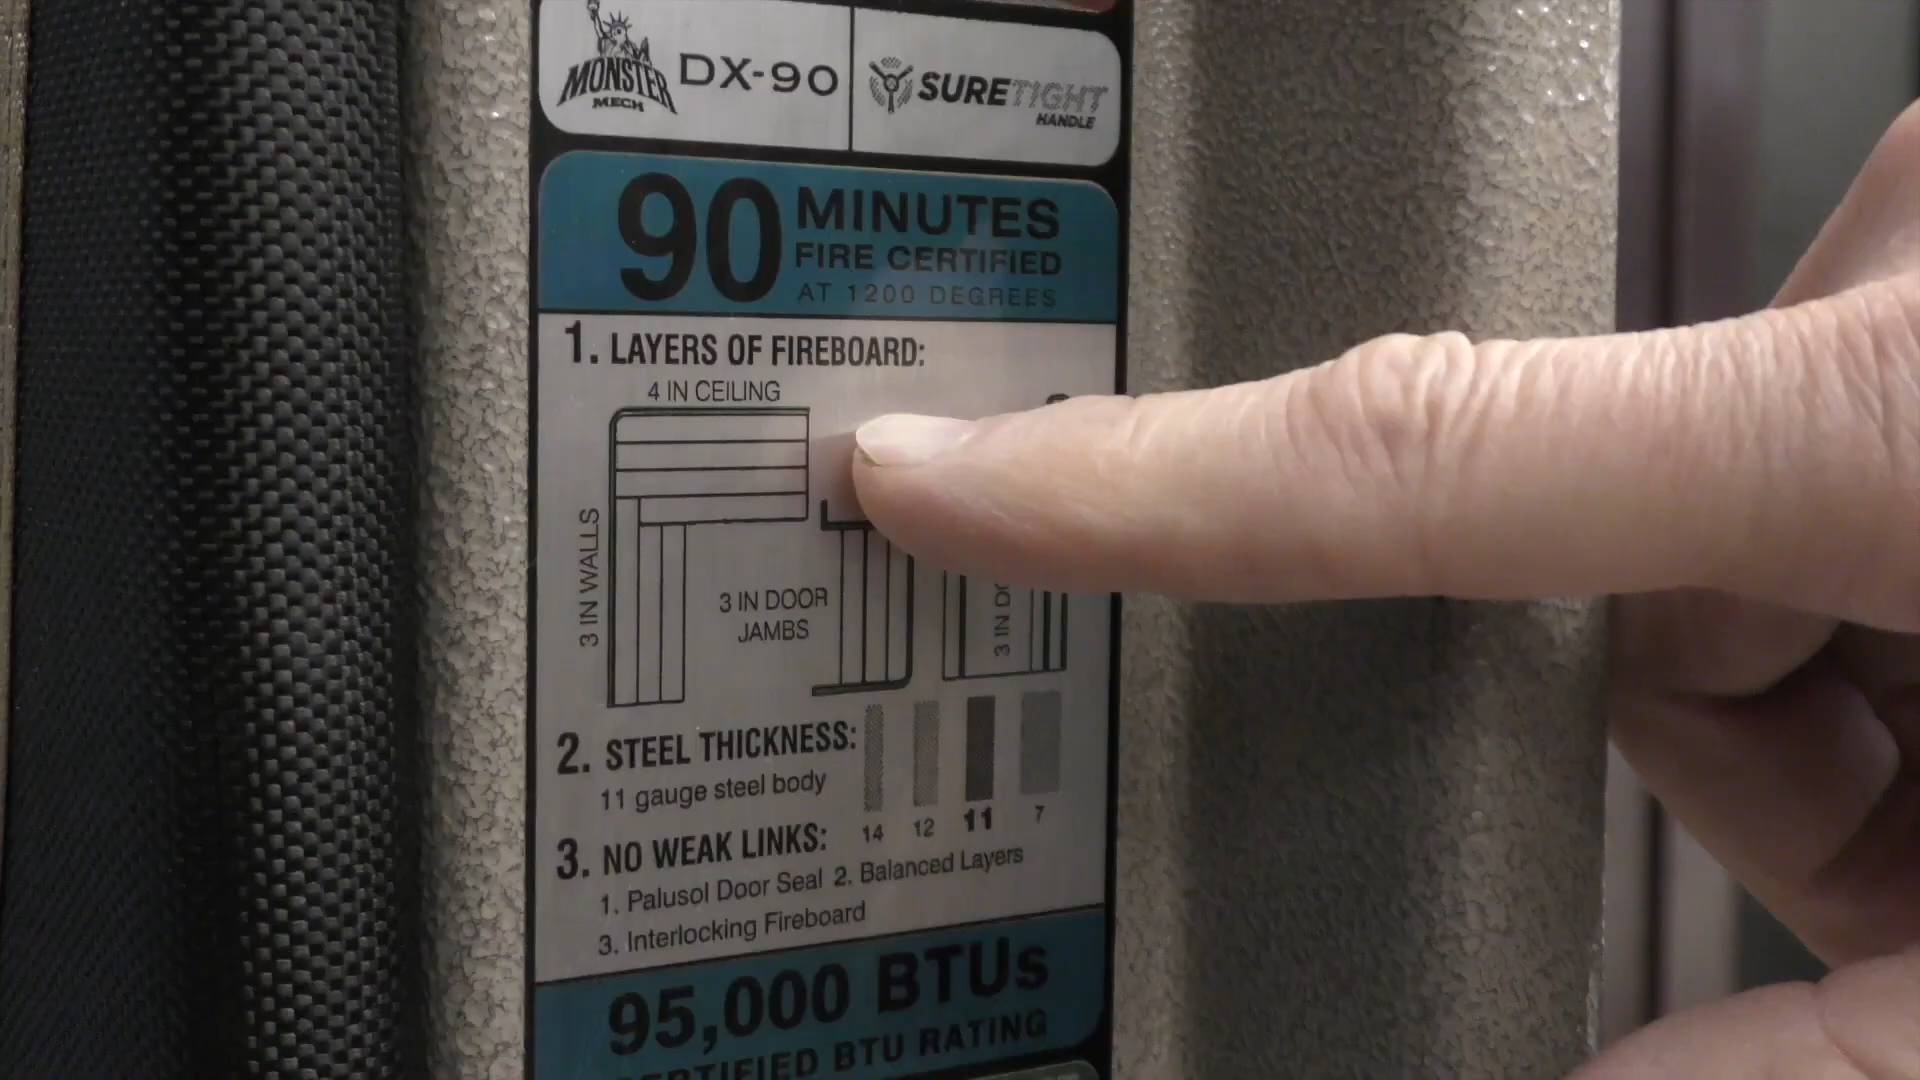 MONSTER
MECH
DX-90
SURETIGHT
HANDLE
90 MINUTES
FIRE CERTIFIED
AT 1200 DEGREES
1. LAYERS OF FIREBOARD:
4 IN CEILING
3 IN WALLS
3 IN DOOR
JAMBS
3 IN
2. STEEL THICKNESS:
11 gauge steel body
14 12 11 7
3. NO WEAK LINKS:
1. Palusol Door Seal 2. Balanced Layers
3. Interlocking Fireboard
95,000 BTUs
CERTIFIED BTU RATING